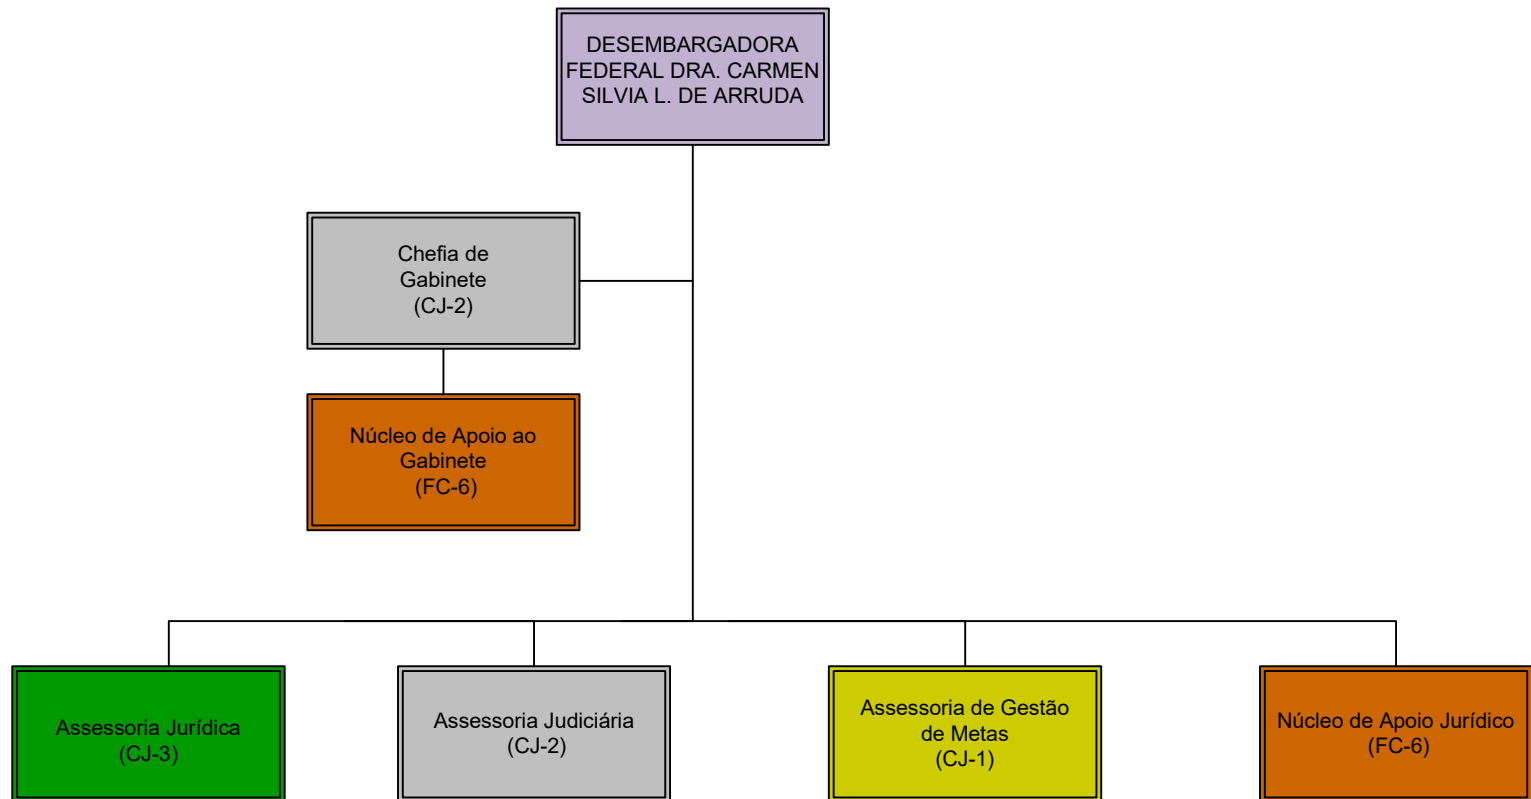 DESEMBARGADORA
FEDERAL DRA. CARMEN
SILVIA L. DE ARRUDA
Chefia de
Gabinete
(CJ-2)
Núcleo de Apoio ao
Gabinete
(FC-6)
Assessoria Jurídica
(CJ-3)
Assessoria Judiciária
(CJ-2)
Assessoria de Gestão
de Metas
(CJ-1)
Núcleo de Apoio Jurídico
(FC-6)